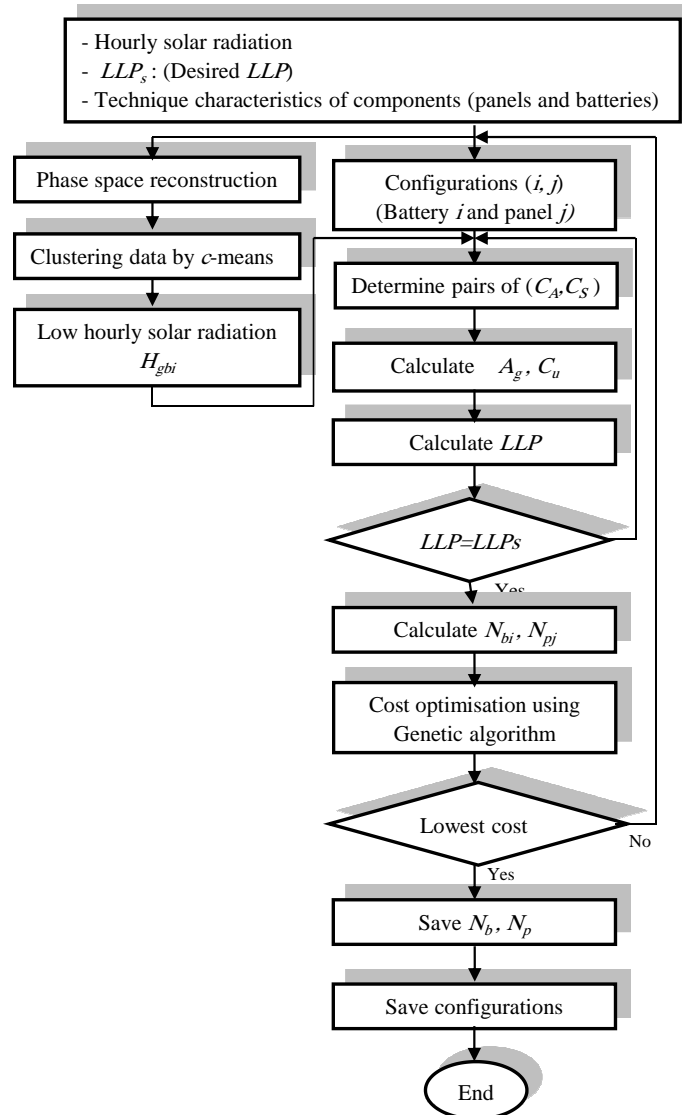 - Hourly solar radiation
- LLPs : (Desired LLP)
- Technique characteristics of components (panels and batteries)
Phase space reconstruction
Clustering data by c-means
Low hourly solar radiation
Hgbi
Configurations (i, j)
(Battery i and panel j)
Determine pairs of (CA,CS)
Calculate Ag, Cu
Calculate LLP
LLP=LLPs
Yes
Calculate Nbi, Npj
Cost optimisation using
Genetic algorithm
Lowest cost
No
Yes
Save Nb, Np
Save configurations
End